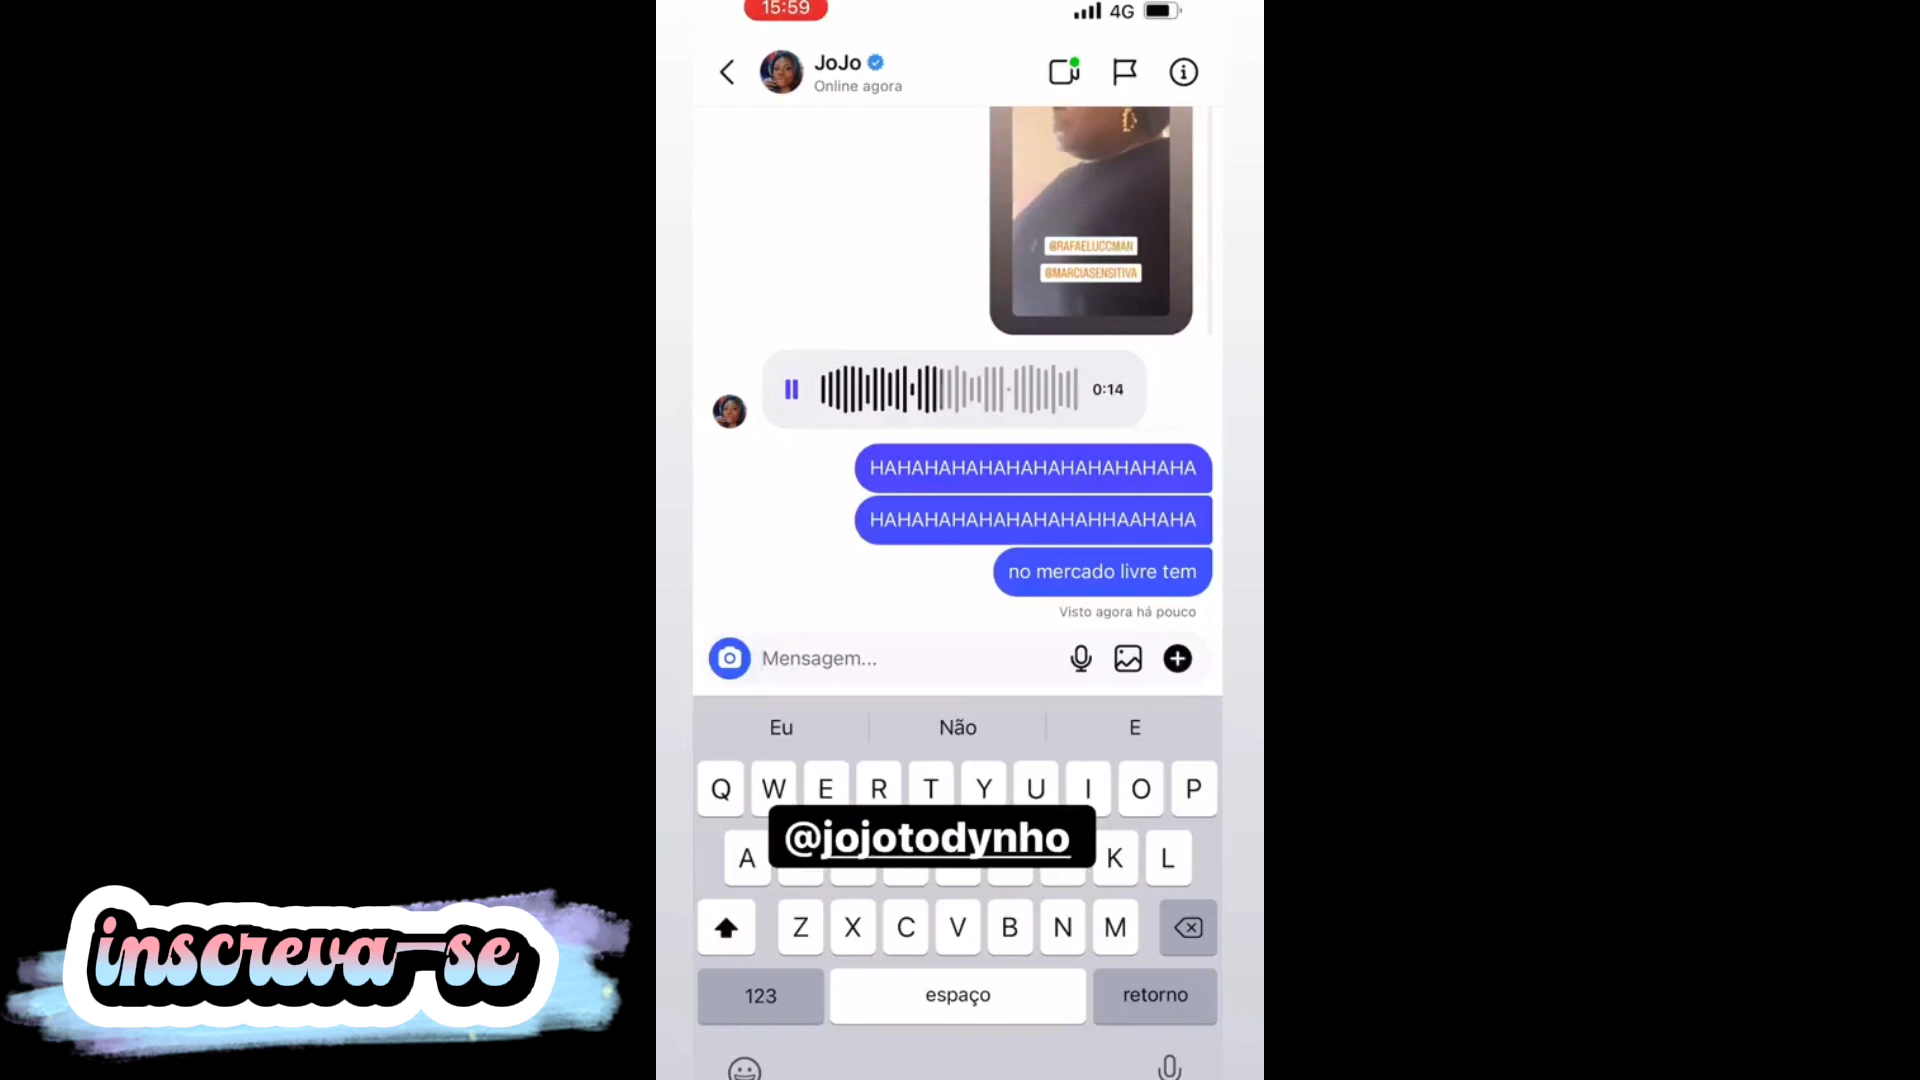 15:59
4G
JoJo
Online agora
@RAFAELUCCMAN
@MARCIASENSITIVA
0:14
HAHAHAHAHAHAHAHAHAHAHAHA
HAHAHAHAHAHAHAHAHHAAHAHA
no mercado livre tem
Visto agora há pouco
Mensagem...
Eu Não E
Q W E R T Y U I O P
@jojotodynho
A K L
Z X C V B N M
123 espaço retorno
inscreva-se